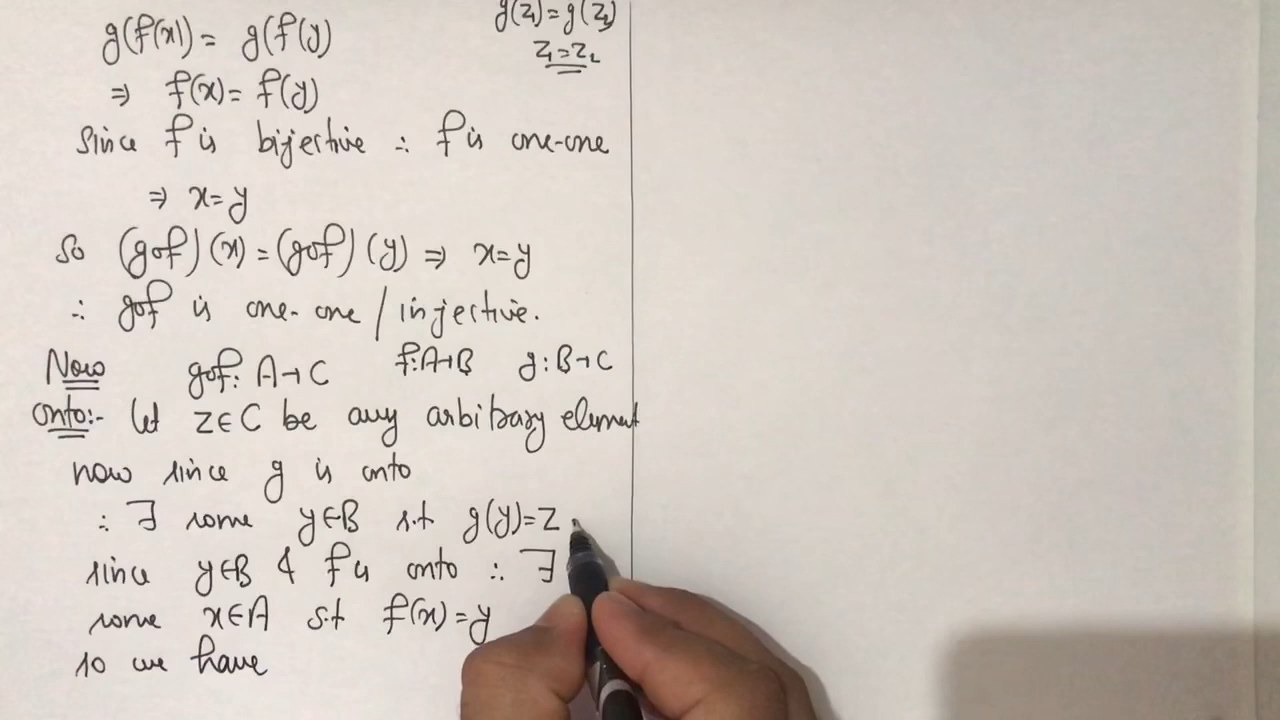 g(f(x)) = g(f(y)
g(z₁) = g(z₂)
z₁ = z₂
⇒ f(x) = f(y)
Since f is bijective ∴ f is one-one
⇒ x = y
So (gof)(x) = (gof)(y) ⇒ x = y
∴ gof is one-one / injective.
Now gof: A→C f: A→B g: B→C
Onto:- let z∈C be any arbitrary element
now since g is onto
∴ ∃ some y∈B s.t g(y) = z
since y∈B & f is onto ∴ ∃
some x∈A s.t f(x) = y
so we have